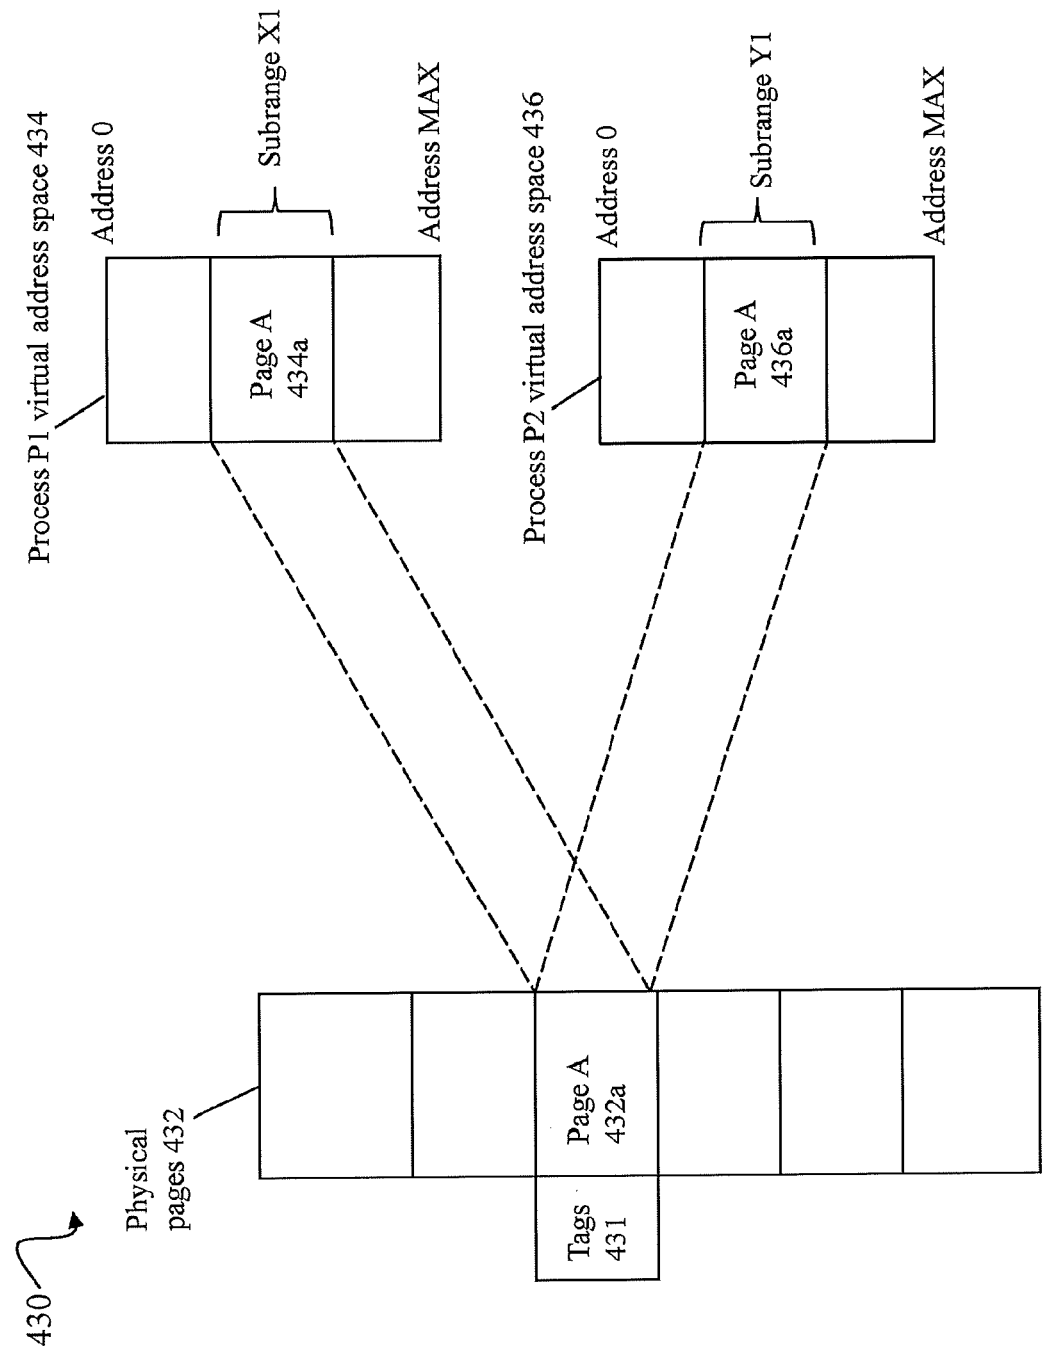 430
Physical
pages 432
Tags
431
Page A
432a
Process P1 virtual address space 434
Address 0
Page A
434a
Subrange X1
Address MAX
Process P2 virtual address space 436
Address 0
Page A
436a
Subrange Y1
Address MAX